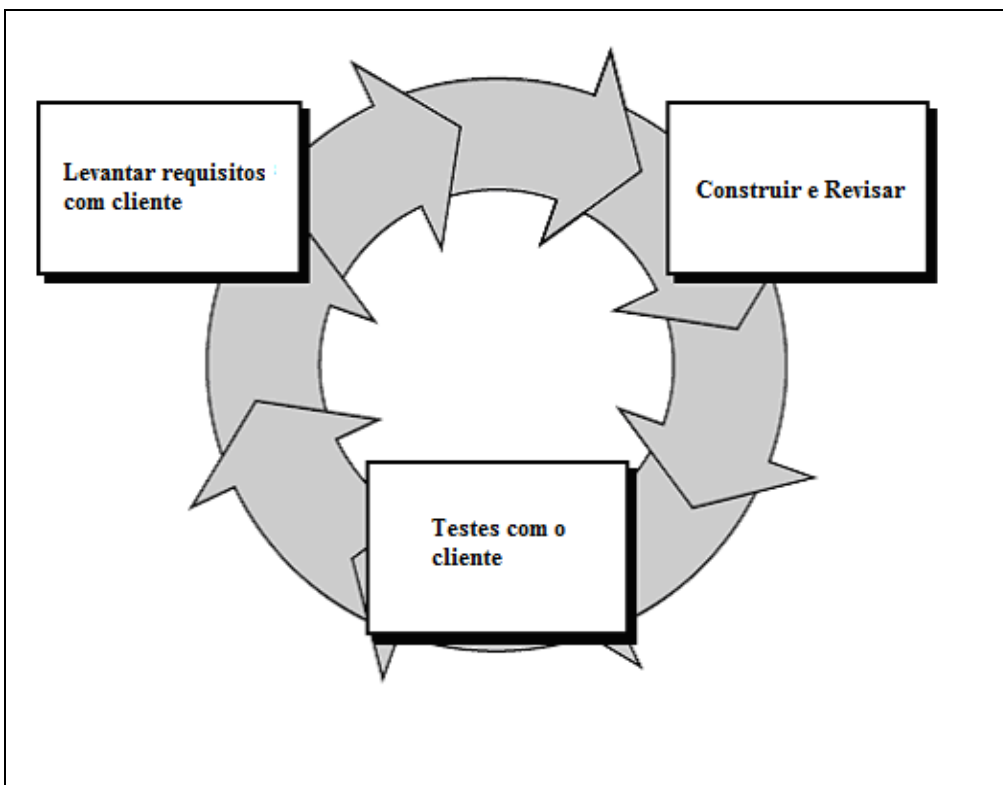 Levantar requisitos
com cliente
Construir e Revisar
Testes com o
cliente